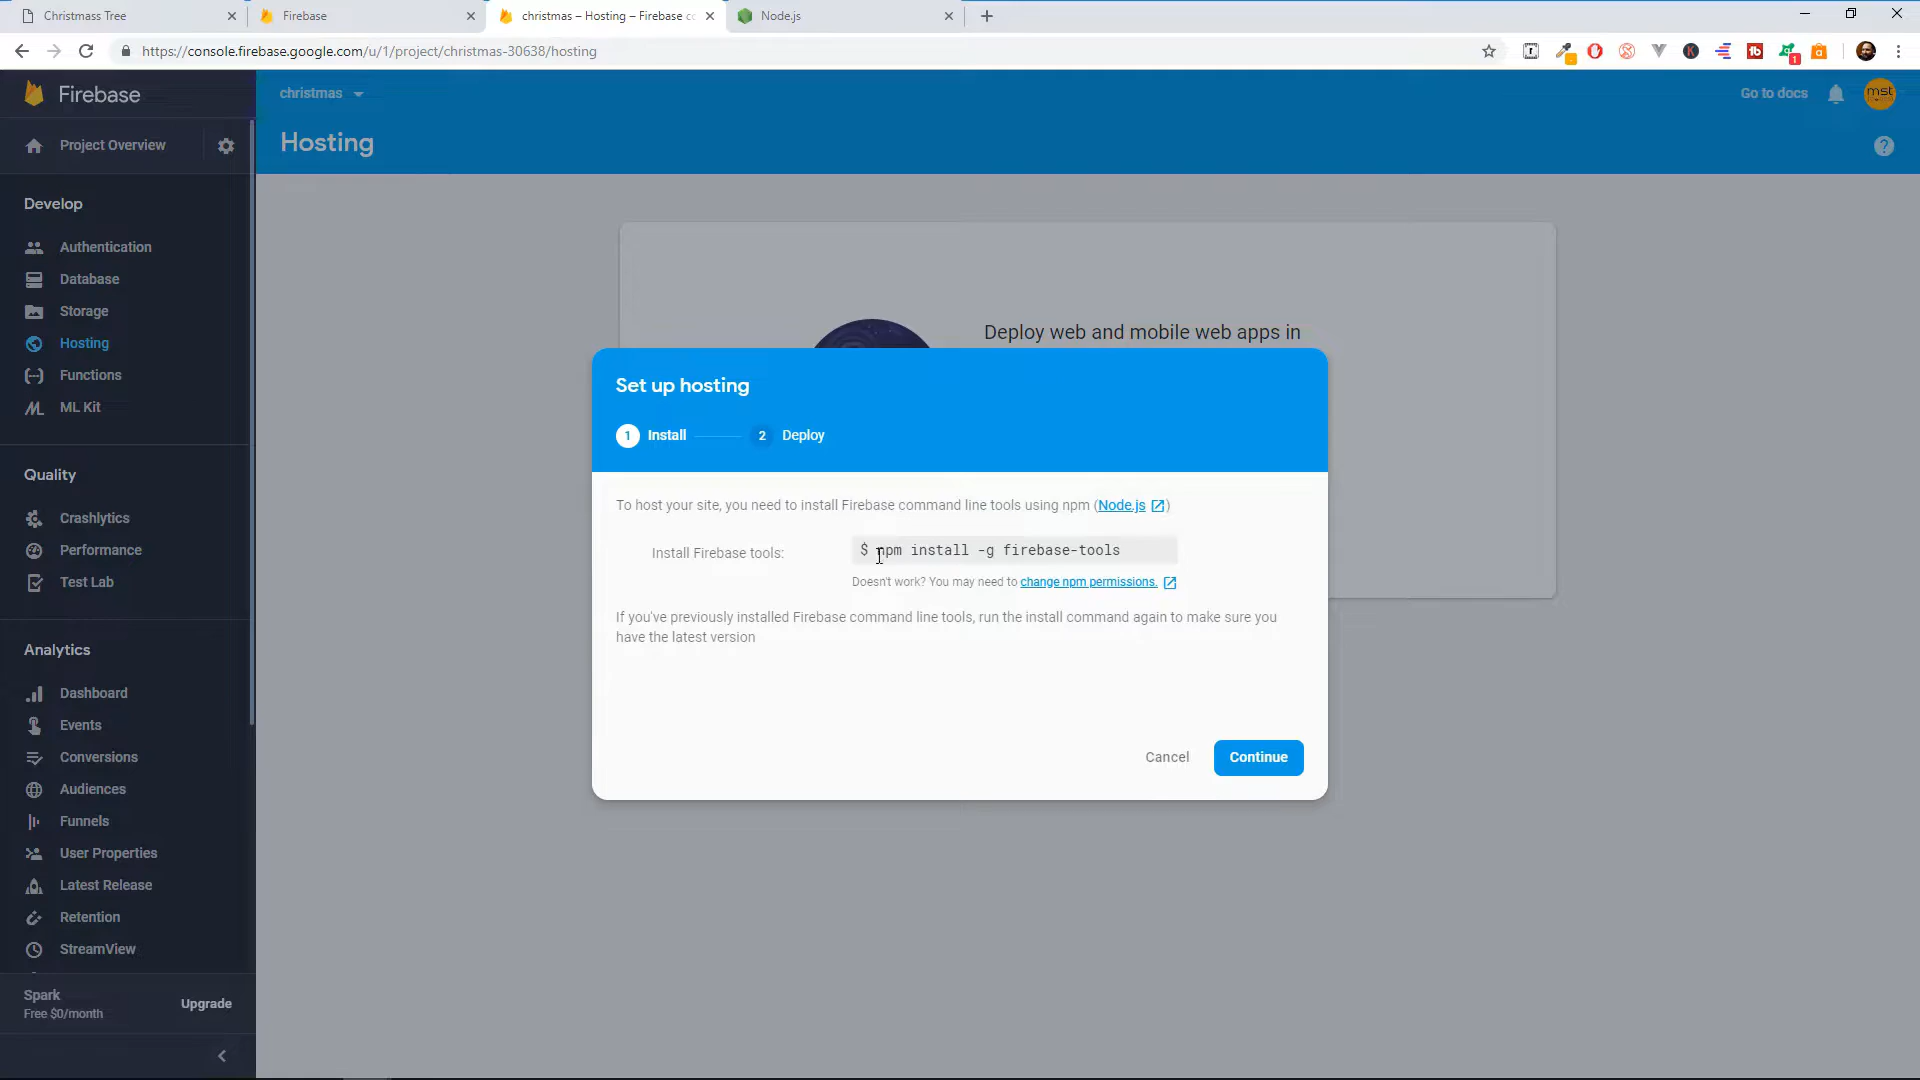 Christmass Tree
Firebase
christmas – Hosting – Firebase co
Node.js
https://console.firebase.google.com/u/1/project/christmas-30638/hosting
1
Firebase
christmas
Go to docs
mst
Project Overview
Hosting
Develop
Authentication
Database
Storage
Hosting
Functions
ML Kit
Quality
Crashlytics
Performance
Test Lab
Analytics
Dashboard
Events
Conversions
Audiences
Funnels
User Properties
Latest Release
Retention
StreamView
Spark
Free $0/month
Upgrade
Deploy web and mobile web apps in
Set up hosting
1 Install
2 Deploy
To host your site, you need to install Firebase command line tools using npm (Node.js)
Install Firebase tools:
$ npm install -g firebase-tools
Doesn't work? You may need to change npm permissions.
If you've previously installed Firebase command line tools, run the install command again to make sure you
have the latest version
Cancel
Continue